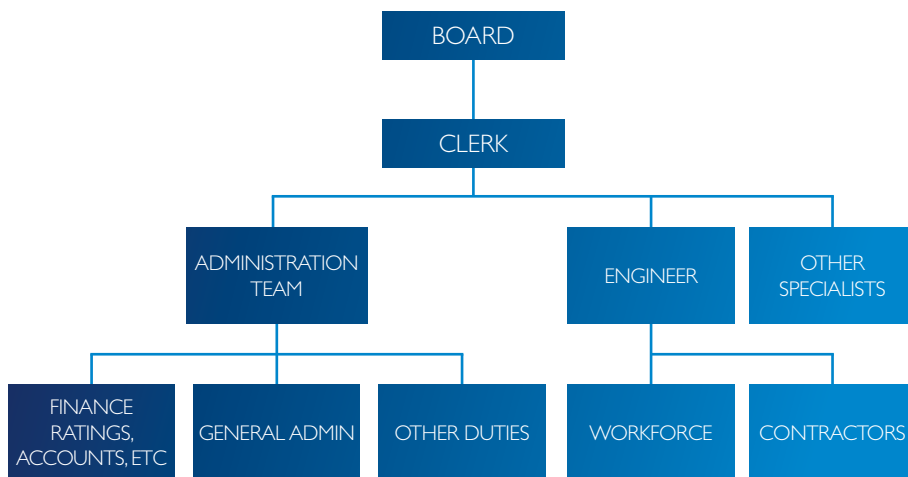 BOARD
CLERK
ADMINISTRATION
TEAM
ENGINEER
OTHER
SPECIALISTS
FINANCE
RATINGS,
ACCOUNTS, ETC
GENERAL ADMIN
OTHER DUTIES
WORKFORCE
CONTRACTORS